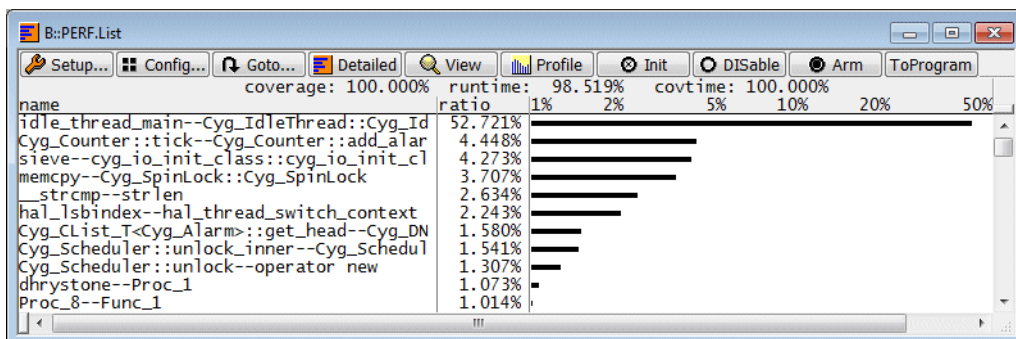 B::PERF.List
Setup... Config... Goto... Detailed View Profile Init DISable Arm ToProgram
coverage: 100.000% runtime: 98.519% covtime: 100.000%
name ratio 1% 2% 5% 10% 20% 50%
idle_thread_main--Cyg_IdleThread::Cyg_Id 52.721%
Cyg_Counter::tick--Cyg_Counter::add_alar 4.448%
sieve--cyg_io_init_class::cyg_io_init_cl 4.273%
memcpy--Cyg_SpinLock::Cyg_SpinLock 3.707%
__strcmp--strlen 2.634%
hal_lsbindex--hal_thread_switch_context 2.243%
Cyg_CList_T<Cyg_Alarm>::get_head--Cyg_DN 1.580%
Cyg_Scheduler::unlock_inner--Cyg_Schedul 1.541%
Cyg_Scheduler::unlock--operator new 1.307%
dhrystone--Proc_1 1.073%
Proc_8--Func_1 1.014%